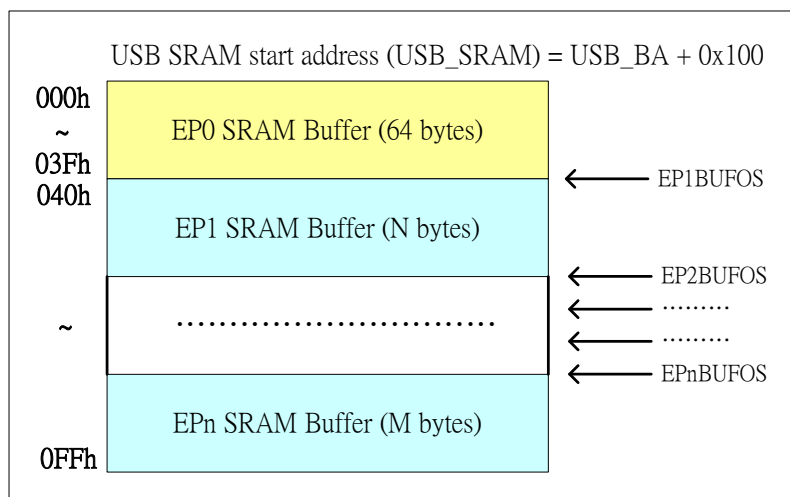 USB SRAM start address (USB_SRAM) = USB_BA + 0x100
000h
~
03Fh
040h
~
0FFh
EP0 SRAM Buffer (64 bytes)
EP1 SRAM Buffer (N bytes)
................................
EPn SRAM Buffer (M bytes)
EP1BUFOS
EP2BUFOS
.........
.........
EPnBUFOS